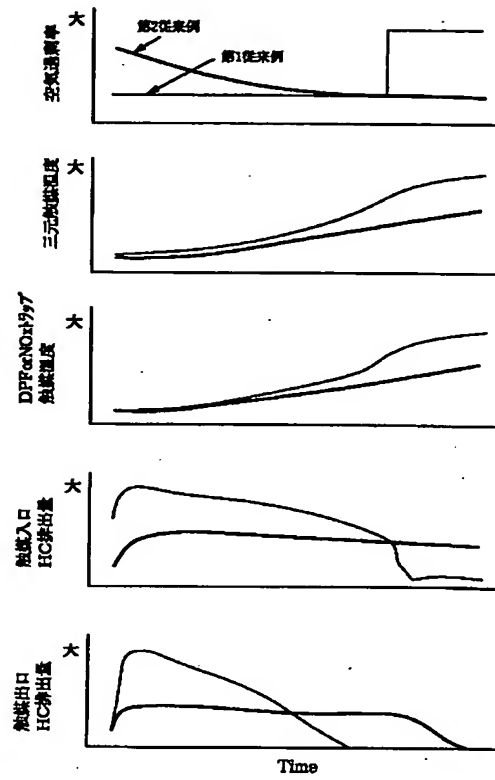 大
空気過剰率
第2従来例
第1従来例
大
三元触媒温度
大
DPForNOxトラップ
触媒温度
大
触媒入口
HC排出量
大
触媒出口
HC排出量
Time